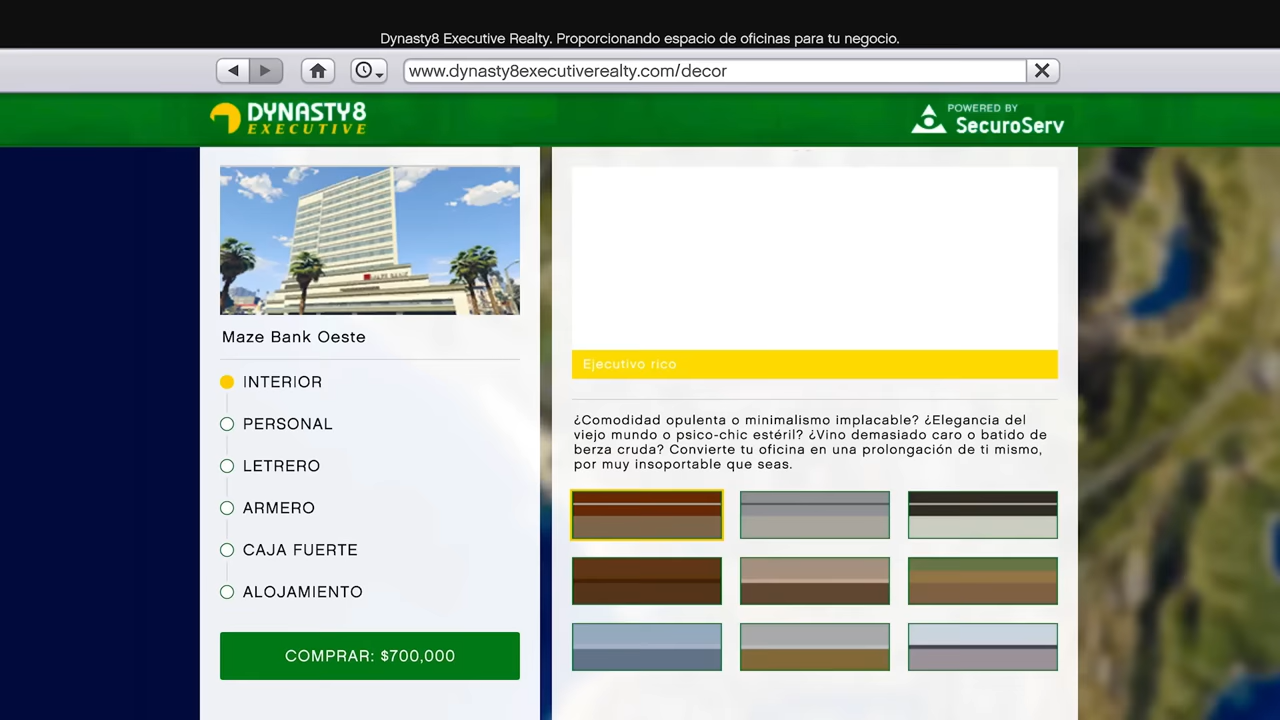 Dynasty8 Executive Realty. Proporcionando espacio de oficinas para tu negocio.
www.dynasty8executiverealty.com/decor
DYNASTY8
EXECUTIVE
POWERED BY
SecuroServ
MAZE BANK
Maze Bank Oeste
INTERIOR
PERSONAL
LETRERO
ARMERO
CAJA FUERTE
ALOJAMIENTO
COMPRAR: $700,000
Ejecutivo rico
¿Comodidad opulenta o minimalismo implacable? ¿Elegancia del
viejo mundo o psico-chic estéril? ¿Vino demasiado caro o batido de
berza cruda? Convierte tu oficina en una prolongación de ti mismo,
por muy insoportable que seas.